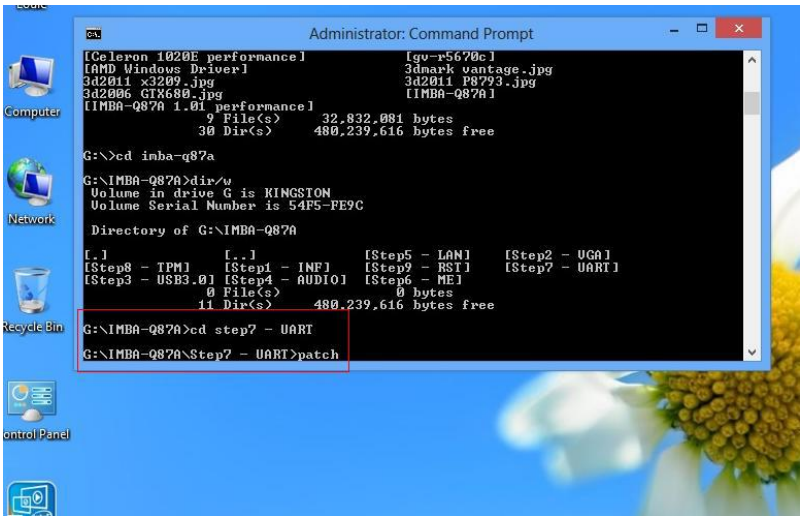 Administrator: Command Prompt
[Celeron 1020E performance] [gv-r5670c]
[AMD Windows Driver] 3dmark vantage.jpg
3d2011 x3209.jpg 3d2011 P8793.jpg
3d2006 GTX680.jpg [IMBA-Q87A]
[IMBA-Q87A 1.01 performance]
9 File(s) 32,832,081 bytes
30 Dir(s) 480,239,616 bytes free
G:\>cd imba-q87a
G:\IMBA-Q87A>dir/w
Volume in drive G is KINGSTON
Volume Serial Number is 54F5-FE9C
Directory of G:\IMBA-Q87A
[.] [..] [Step5 - LAN] [Step2 - VGA]
[Step8 - TPM] [Step1 - INF] [Step9 - RST] [Step7 - UART]
[Step3 - USB3.0] [Step4 - AUDIO] [Step6 - ME]
0 File(s) 0 bytes
11 Dir(s) 480,239,616 bytes free
G:\IMBA-Q87A>cd step7 - UART
G:\IMBA-Q87A\Step7 - UART>patch
Computer
Network
Recycle Bin
ontrol Panel